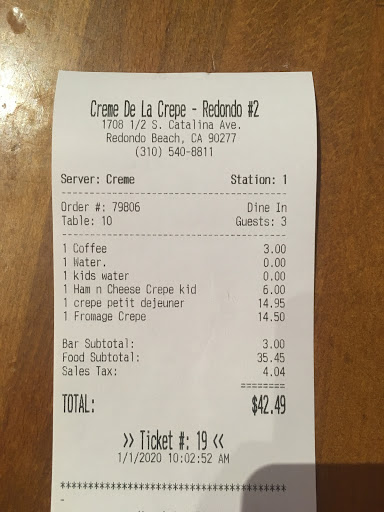 Creme De La Crepe - Redondo #2
1708 1/2 S. Catalina Ave.
Redondo Beach, CA 90277
(310) 540-8811
Server: Creme Station: 1
Order #: 79806 Dine In
Table: 10 Guests: 3
1 Coffee 3.00
1 Water. 0.00
1 kids water 0.00
1 Ham n Cheese Crepe kid 6.00
1 crepe petit dejeuner 14.95
1 Fromage Crepe 14.50
Bar Subtotal: 3.00
Food Subtotal: 35.45
Sales Tax: 4.04
========
TOTAL: $42.49
>> Ticket #: 19 <<
1/1/2020 10:02:52 AM
****************************************